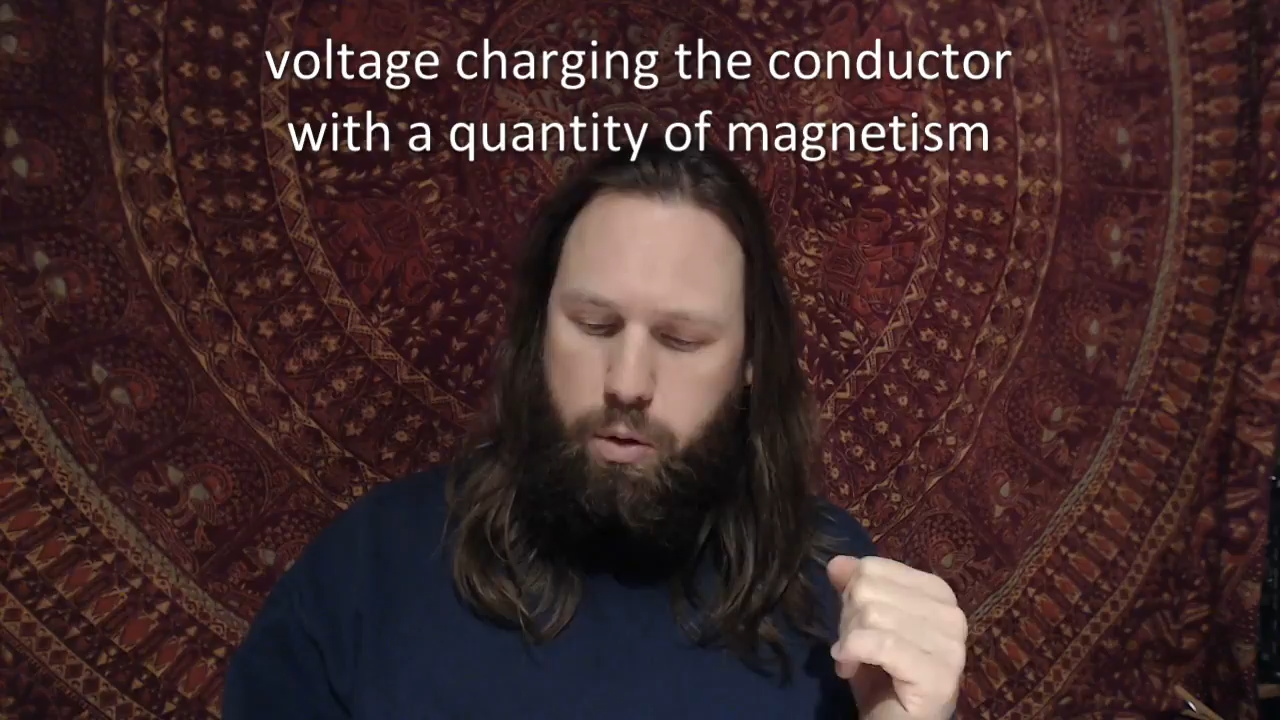 voltage charging the conductor
with a quantity of magnetism